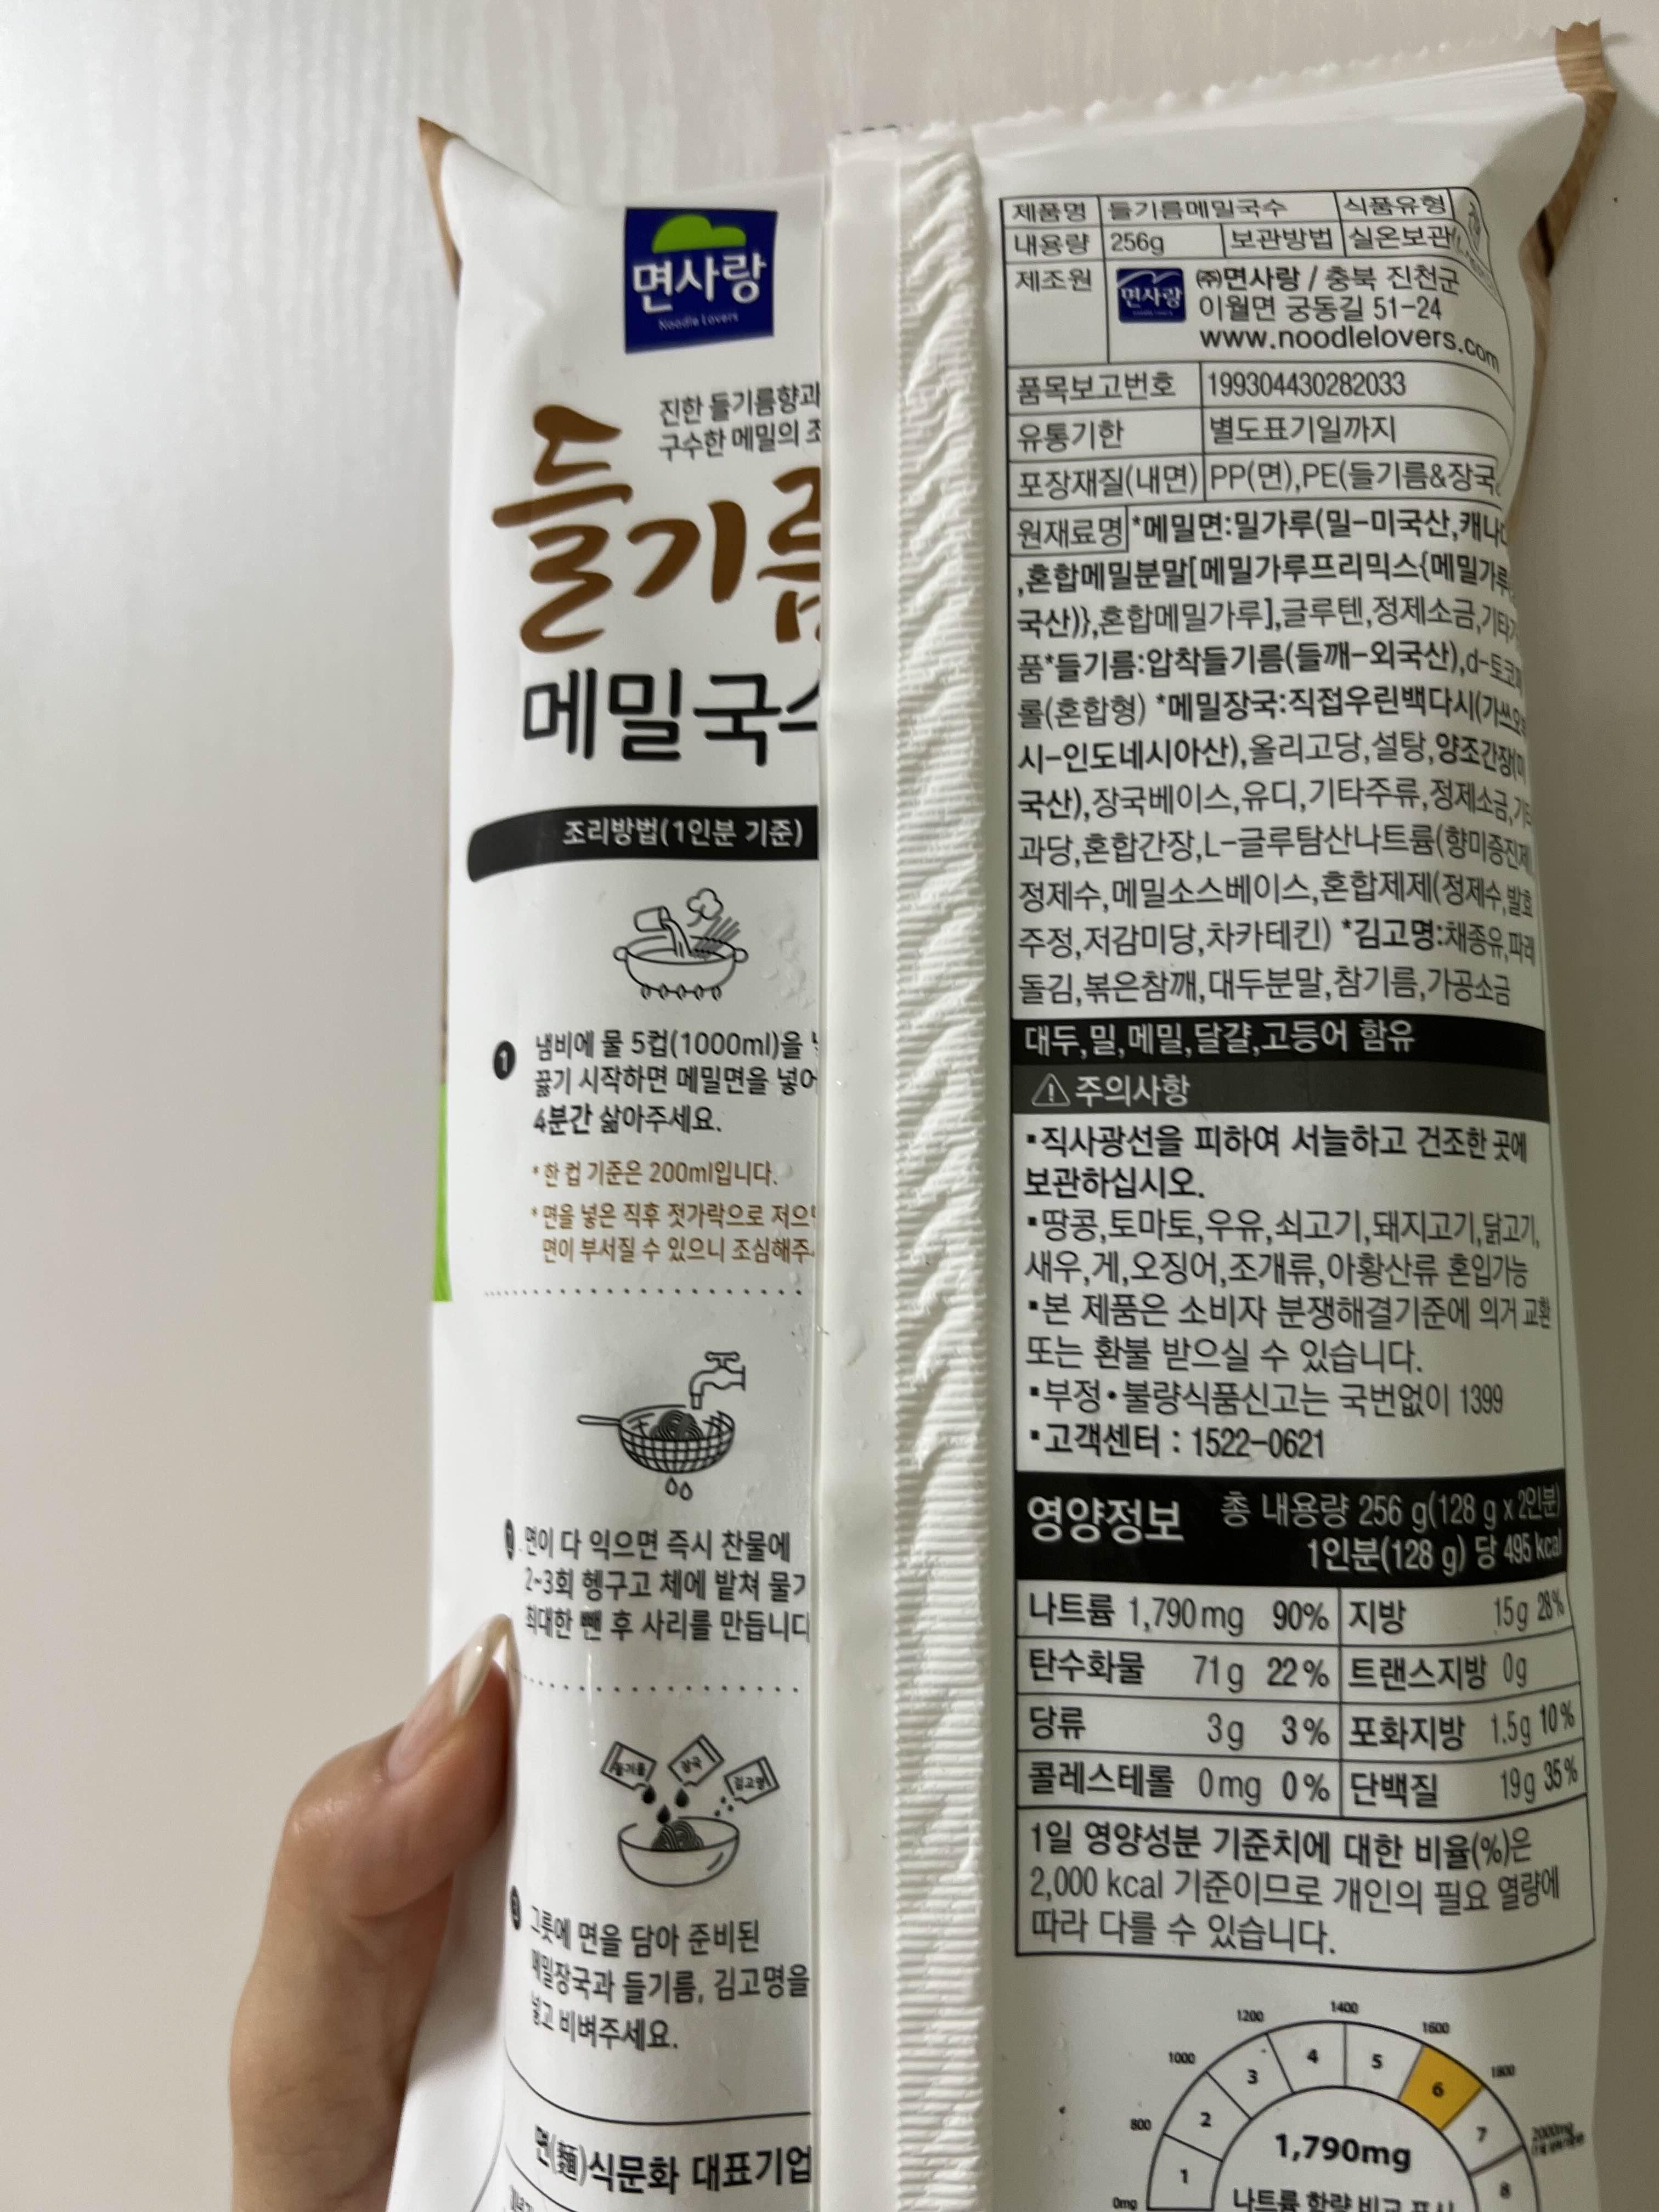 면사랑
Noodle Lovers
진한 들기름향과
구수한 메밀의
들기름
메밀국수
조리방법(1인분 기준)
1 냄비에 물 5컵(1000ml)을
끓기 시작하면 메밀면을 넣어
4분간 삶아주세요.
*한 컵 기준은 200ml입니다.
*면을 넣은 직후 젓가락으로
면이 부서질 수 있으니
면이 다 익으면 즉시 찬물에
2~3회 헹구고 체에 밭쳐 물기
최대한 뺀 후 사리를 만듭니다
들기름
장국
김고명
그릇에 면을 담아 준비된
메밀장국과 들기름, 김고명을
넣고 비벼주세요.
면(麵)식문화 대표기업
제품명 들기름메밀국수 식품유형
내용량 256g 보관방법 실온보관
제조원 면사랑 ㈜면사랑 / 충북 진천군
이월면 궁동길 51-24
www.noodlelovers.com
품목보고번호 199304430282033
유통기한 별도표기일까지
포장재질(내면) PP(면),PE(들기름&장국
원재료명 *메밀면:밀가루(밀-미국산,
,혼합메밀분말[메밀가루프리믹스{메밀가루
국산)},혼합메밀가루],글루텐,정제소금,
품*들기름:압착들기름(들깨-외국산),d-토코페
롤(혼합형) *메밀장국:직접우린백다시(가쓰오부
시-인도네시아산),올리고당,설탕,양조간장(미
국산),장국베이스,유디,기타주류,정제소금,
과당,혼합간장,L-글루탐산나트륨(향미증진제)
정제수,메밀소스베이스,혼합제제(정제수,발효
주정,저감미당,차카테킨) *김고명:채종유,파래
돌김,볶은참깨,대두분말,참기름,가공소금
대두,밀,메밀,달걀,고등어 함유
⚠주의사항
▪직사광선을 피하여 서늘하고 건조한 곳에
보관하십시오.
▪땅콩,토마토,우유,쇠고기,돼지고기,닭고기,
새우,게,오징어,조개류,아황산류 혼입가능
▪본 제품은 소비자 분쟁해결기준에 의거 교환
또는 환불 받으실 수 있습니다.
▪부정•불량식품신고는 국번없이 1399
▪고객센터 : 1522-0621
영양정보 총 내용량 256 g(128 g x 2인분)
1인분(128 g) 당 495 kcal
나트륨 1,790mg 90% 지방 15g 28%
탄수화물 71g 22% 트랜스지방 0g
당류 3g 3% 포화지방 1.5g 10%
콜레스테롤 0mg 0% 단백질 19g 35%
1일 영양성분 기준치에 대한 비율(%)은
2,000 kcal 기준이므로 개인의 필요 열량에
따라 다를 수 있습니다.
0mg 800 1000 1200 1400 1600 1800 2000mg
1 2 3 4 5 6 7 8
1,790mg
나트륨 함량 비교 표시